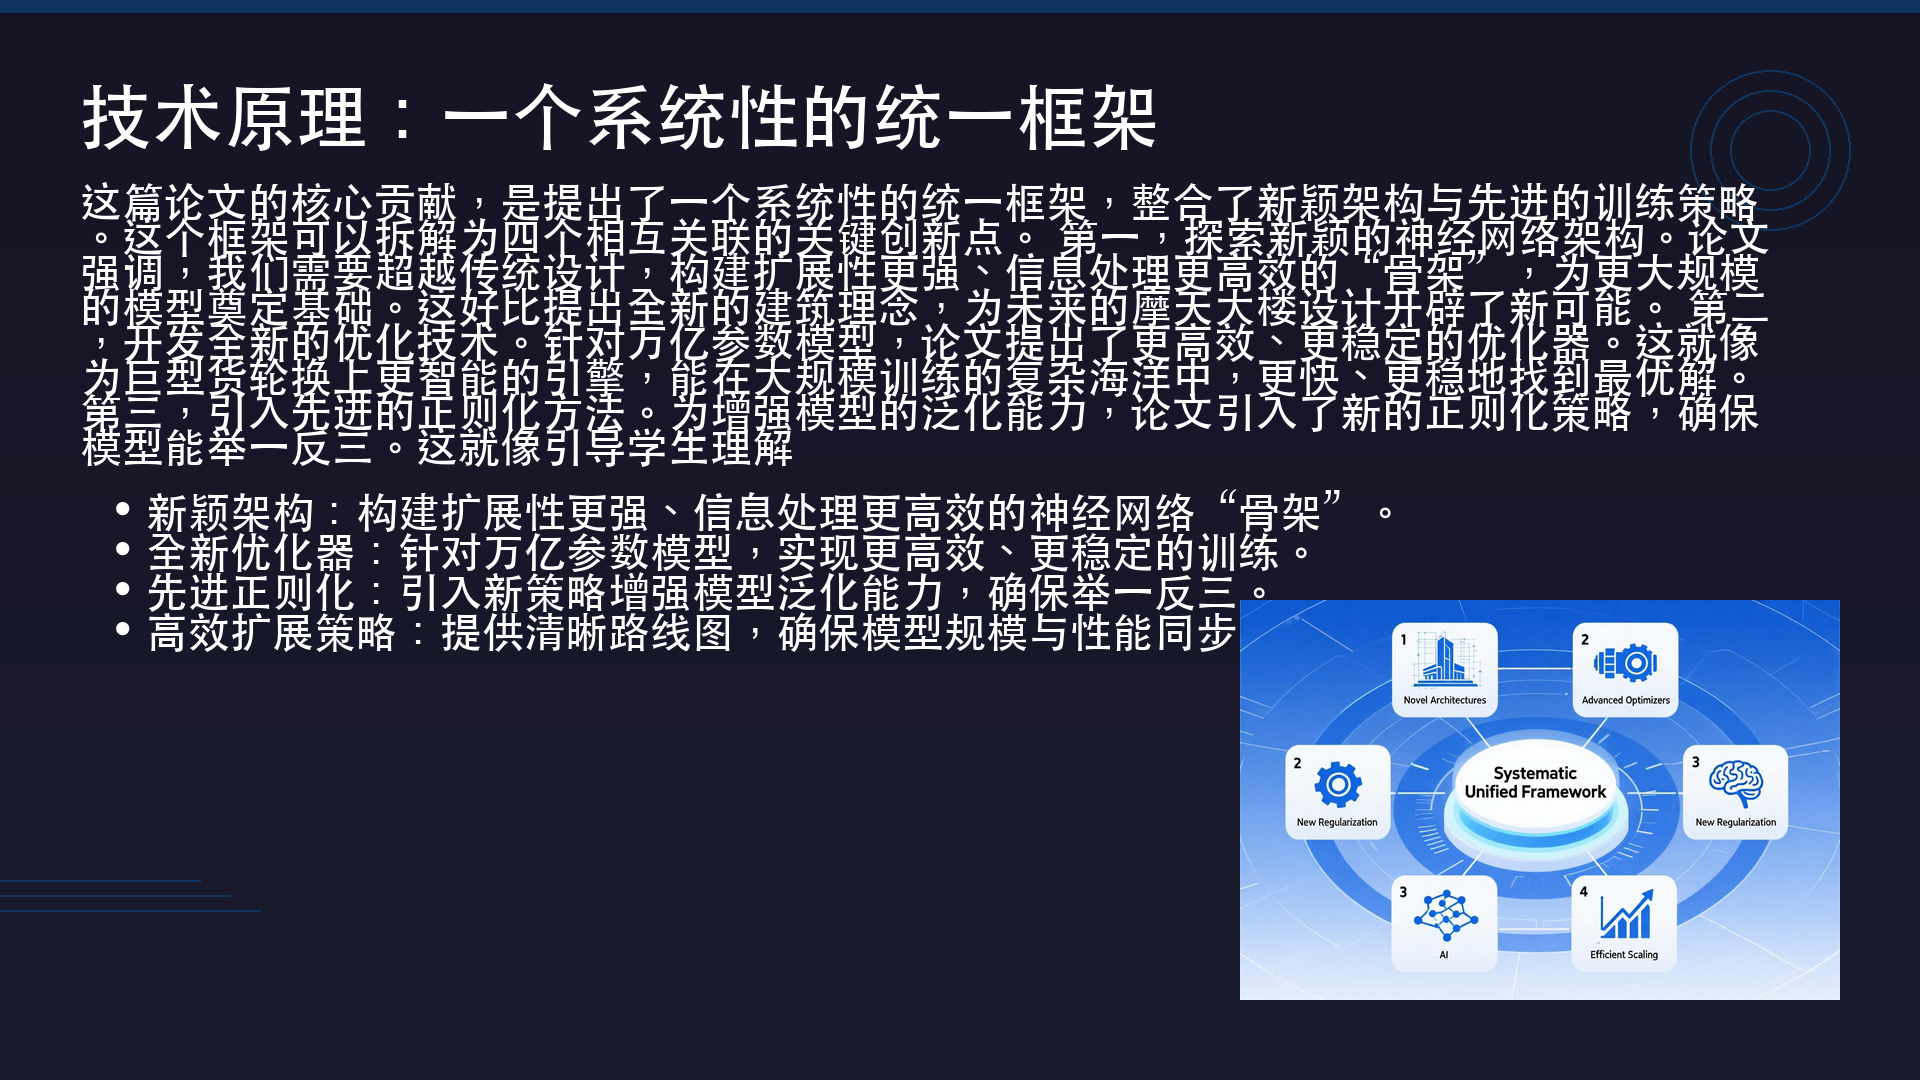 技术原理：一个系统性的统一框架
这篇论文的核心贡献，是提出了一个系统性的统一框架，整合了新颖架构与先进的训练策略
。这个框架可以拆解为四个相互关联的关键创新点。 第一，探索新颖的神经网络架构。论文
强调，我们需要超越传统设计，构建扩展性更强、信息处理更高效的“骨架”，为更大规模
的模型奠定基础。这好比提出全新的建筑理念，为未来的摩天大楼设计开辟了新可能。 第二
，开发全新的优化技术。针对万亿参数模型，论文提出了更高效、更稳定的优化器。这就像
为巨型货轮换上更智能的引擎，能在大规模训练的复杂海洋中，更快、更稳地找到最优解。
第三，引入先进的正则化方法。为增强模型的泛化能力，论文引入了新的正则化策略，确保
模型能举一反三。这就像引导学生理解
• 新颖架构：构建扩展性更强、信息处理更高效的神经网络“骨架”。
• 全新优化器：针对万亿参数模型，实现更高效、更稳定的训练。
• 先进正则化：引入新策略增强模型泛化能力，确保举一反三。
• 高效扩展策略：提供清晰路线图，确保模型规模与性能同步
1
Novel Architectures
2
Advanced Optimizers
2
New Regularization
Systematic
Unified Framework
3
New Regularization
3
AI
4
Efficient Scaling